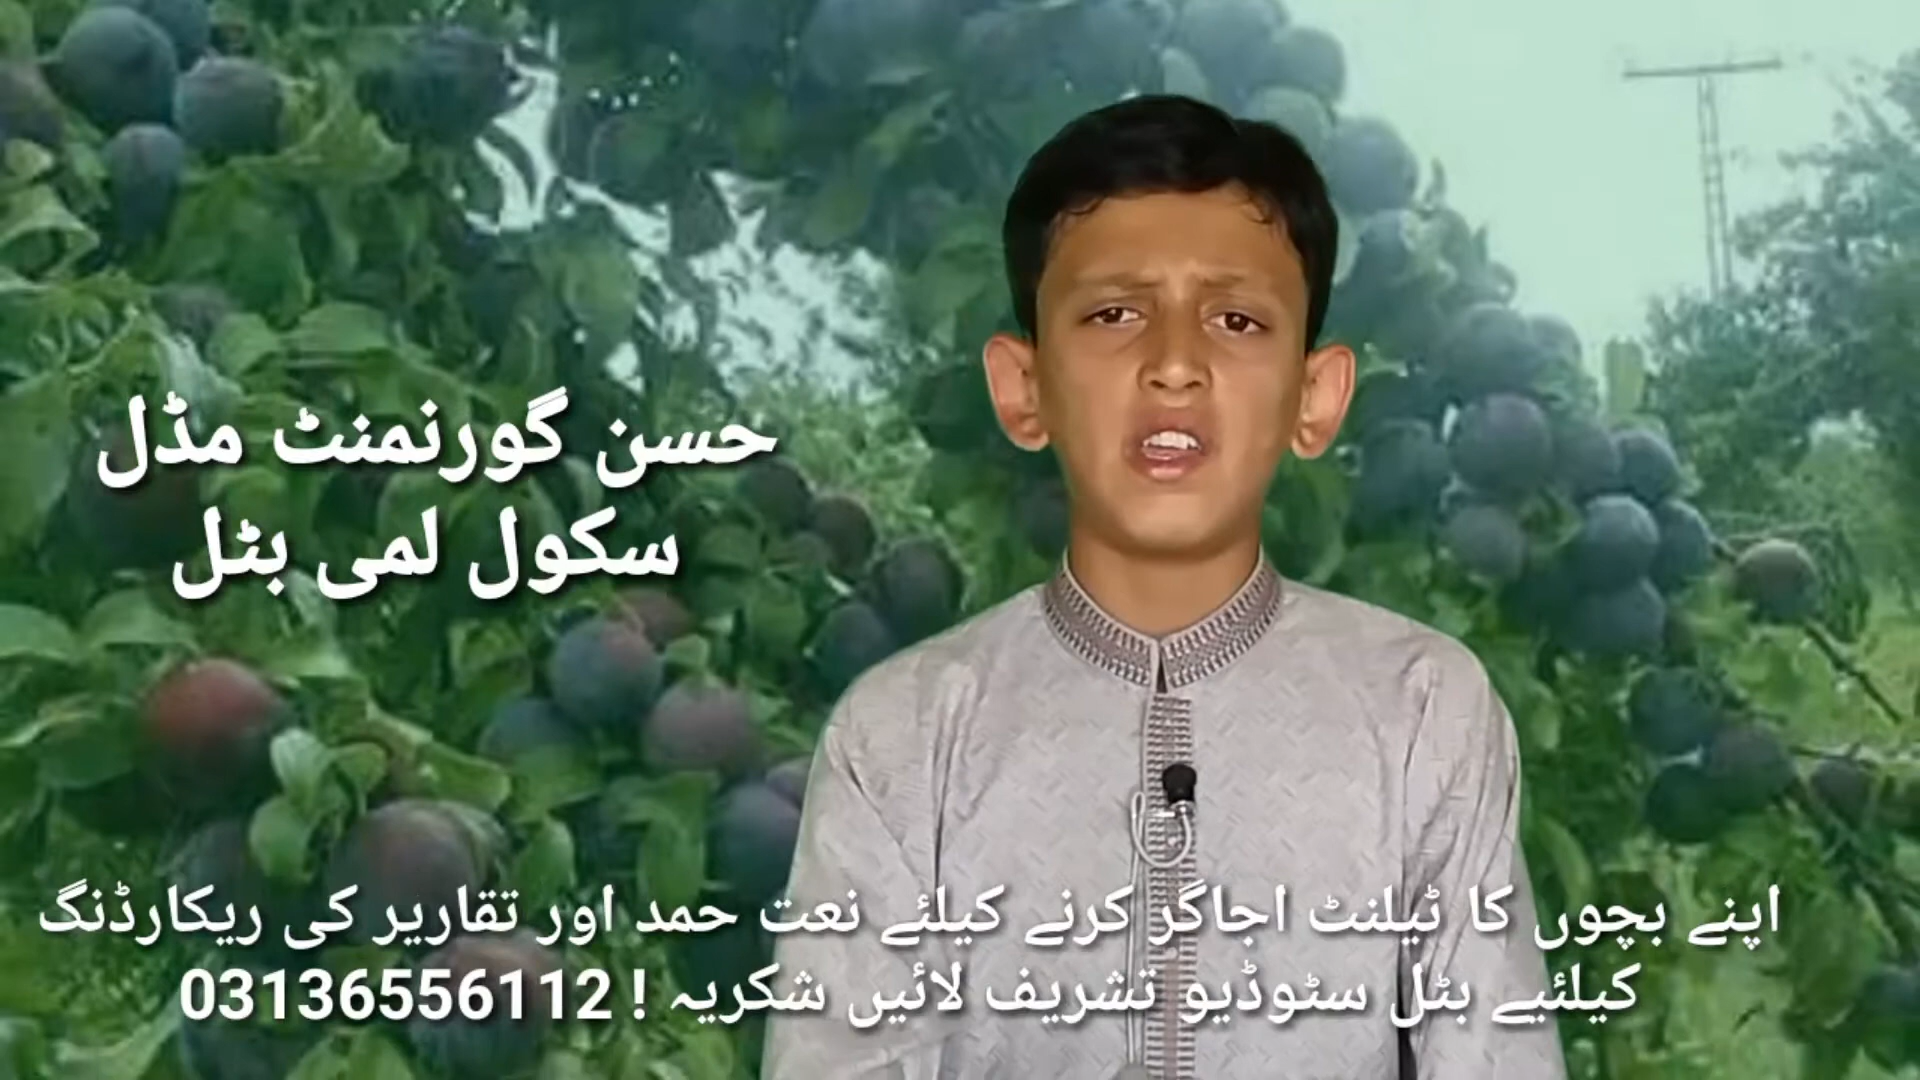 حسن گورنمنٹ مڈل
سکول لمی بٹل
اپنے بچوں کا ٹیلنٹ اجاگر کرنے کیلئے نعت حمد اور تقاریر کی ریکارڈنگ
کیلئیے بٹل سٹوڈیو تشریف لائیں شکریہ ! 03136556112